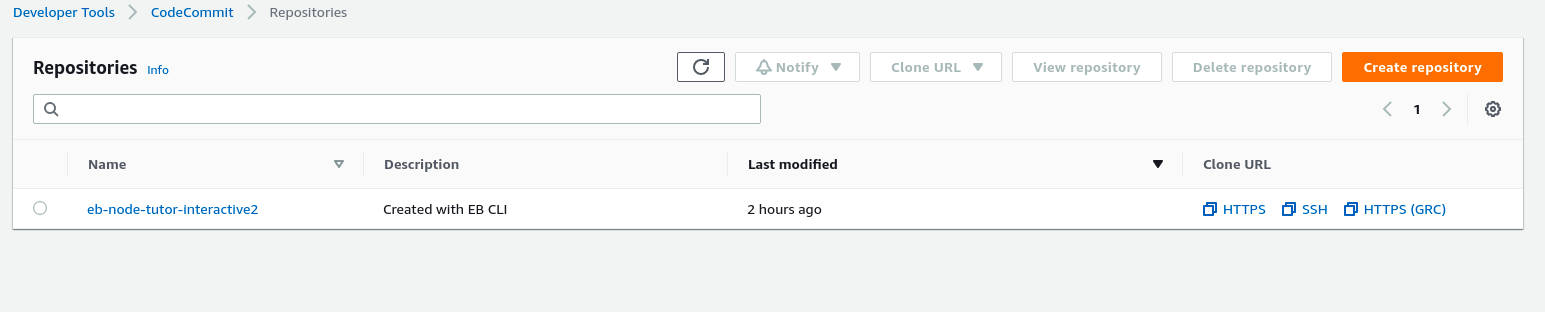 Developer Tools CodeCommit Repositories
Repositories Info Notify Clone URL View repository Delete repository Create repository
1
Name Description Last modified Clone URL
eb-node-tutor-interactive2 Created with EB CLI 2 hours ago HTTPS SSH HTTPS (GRC)